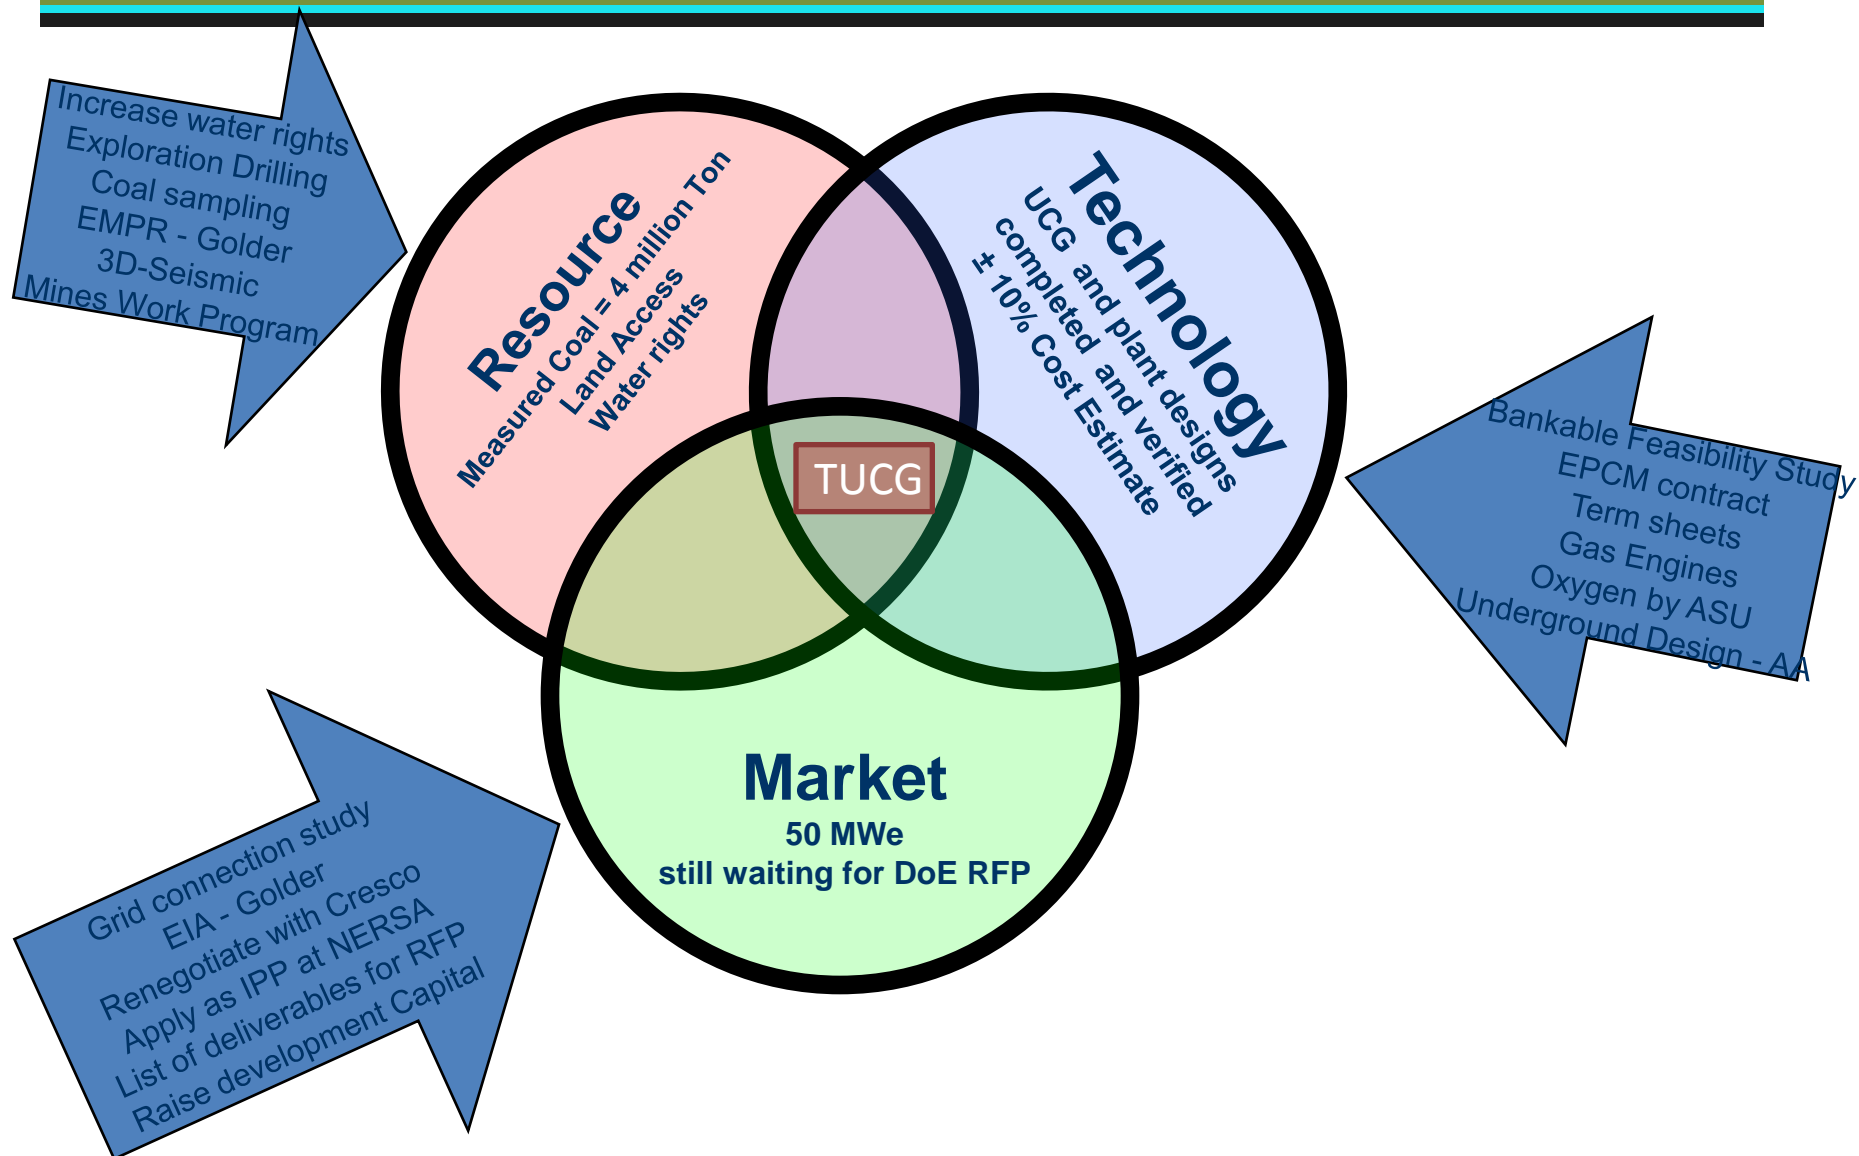 Increase water rights
Exploration Drilling
Coal sampling
EMPR - Golder
3D-Seismic
Mines Work Program
Resource
Measured Coal = 4 million Ton
Land Access
Water rights
Technology
UCG and plant designs
completed and verified
± 10% Cost Estimate
TUCG
Bankable Feasibility Study
EPCM contract
Term sheets
Gas Engines
Oxygen by ASU
Underground Design - AA
Market
50 MWe
still waiting for DoE RFP
Grid connection study
EIA - Golder
Renegotiate with Cresco
Apply as IPP at NERSA
List of deliverables for RFP
Raise development Capital